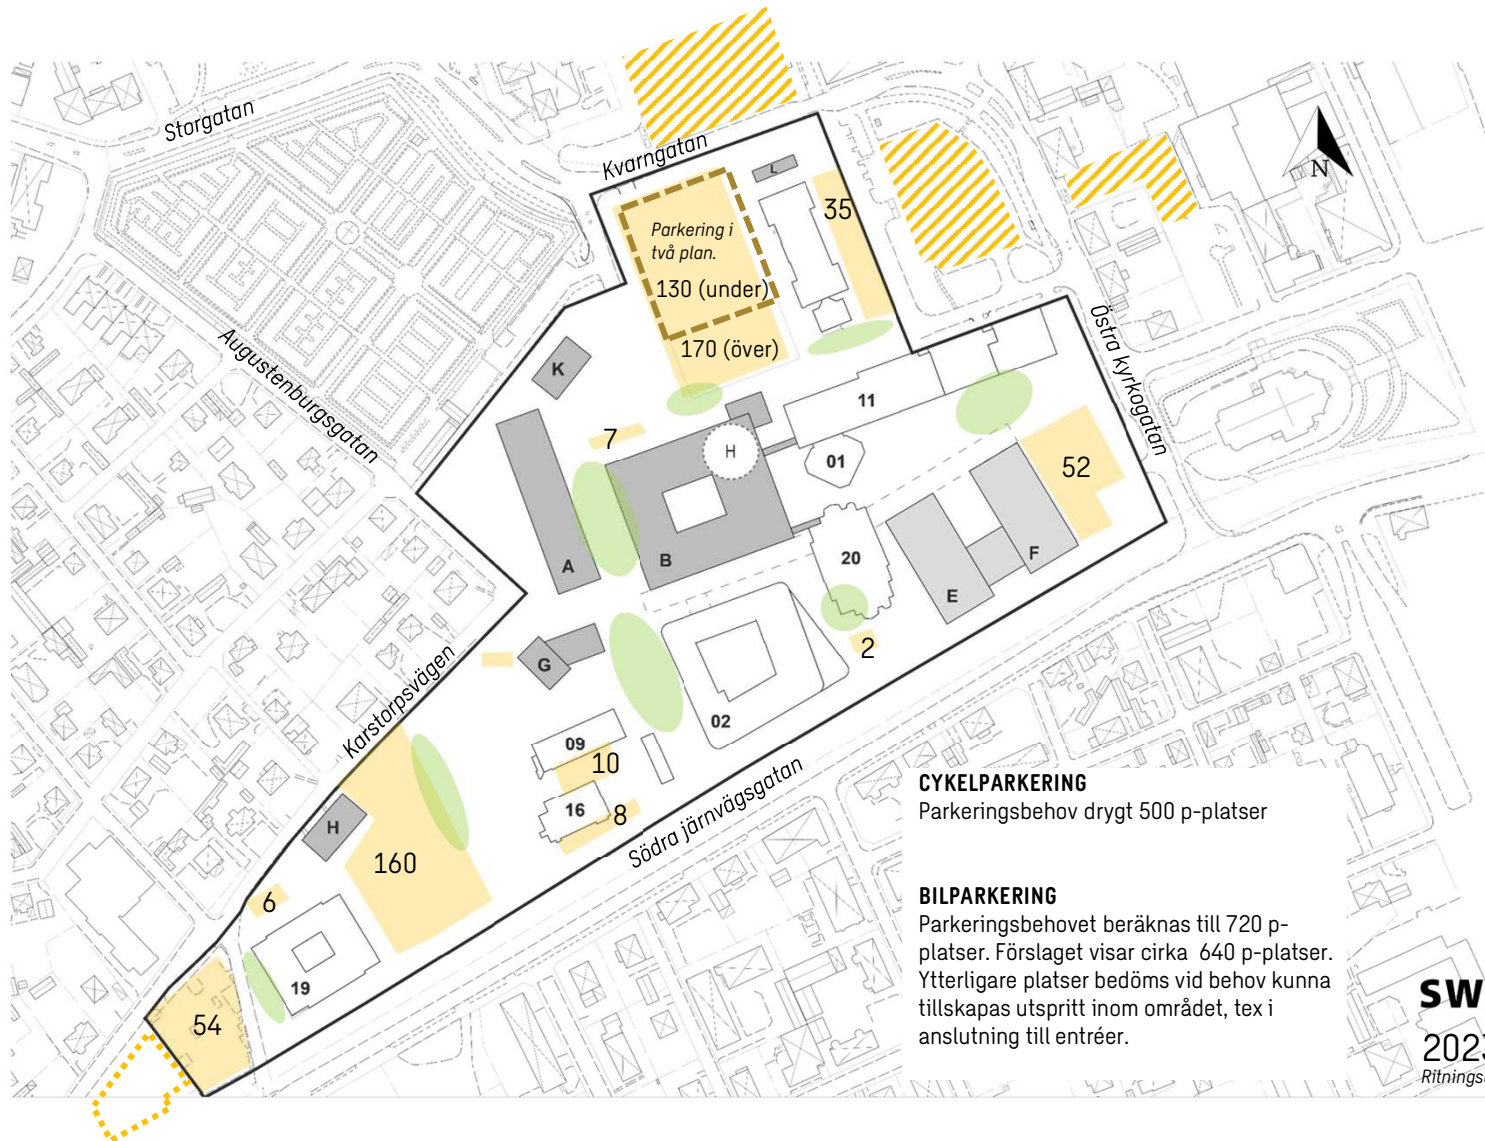 Storgatan
Kvarngatan
L
N
35
Parkering i
två plan.
130 (under)
170 (över)
Augustenburgsgatan
Östra kyrkogatan
K
11
7
H
01
52
A
B
20
F
E
G
2
Karstorpsvägen
02
09
10
16
8
Södra järnvägsgatan
H
160
6
19
54
CYKELPARKERING
Parkeringsbehov drygt 500 p-platser
BILPARKERING
Parkeringsbehovet beräknas till 720 p-
platser. Förslaget visar cirka 640 p-platser.
Ytterligare platser bedöms vid behov kunna
tillskapas utspritt inom området, tex i
anslutning till entréer.
SW
2023
Ritnings